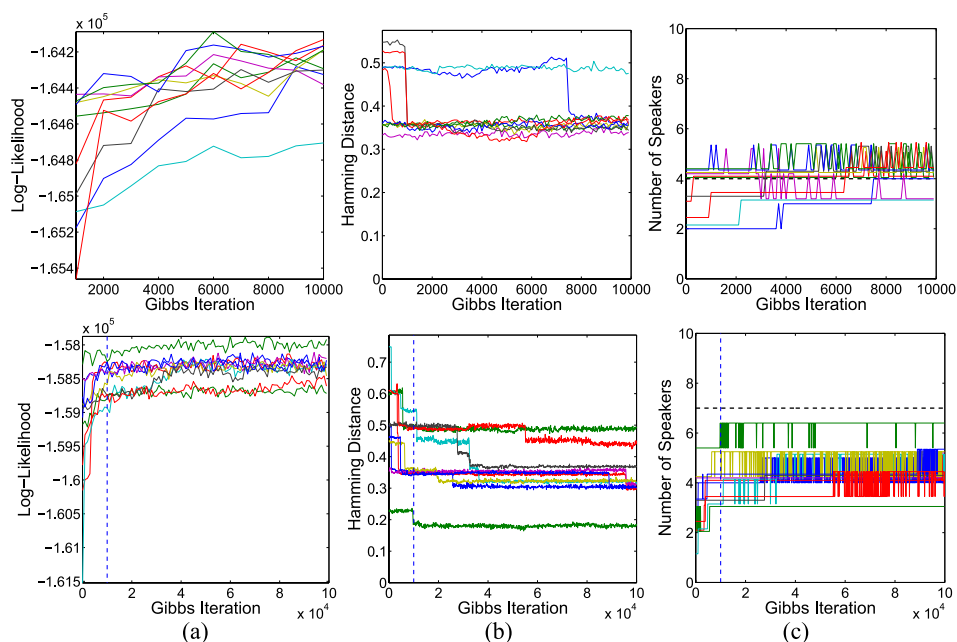 x 10^5
−1.642
−1.644
−1.646
−1.648
−1.65
−1.652
−1.654
2000 4000 6000 8000 10000
Gibbs Iteration
Log−Likelihood
0.5
0.4
0.3
0.2
0.1
0
0 2000 4000 6000 8000 10000
Gibbs Iteration
Hamming Distance
10
8
6
4
2
0
0 2000 4000 6000 8000 10000
Gibbs Iteration
Number of Speakers
x 10^5
−1.58
−1.585
−1.59
−1.595
−1.6
−1.605
−1.61
−1.615
0 2 4 6 8 10
Gibbs Iteration
x 10^4
Log−Likelihood
(a)
0.7
0.6
0.5
0.4
0.3
0.2
0.1
0
0 2 4 6 8 10
Gibbs Iteration
x 10^4
Hamming Distance
(b)
10
8
6
4
2
0
0 2 4 6 8 10
Gibbs Iteration
x 10^4
Number of Speakers
(c)